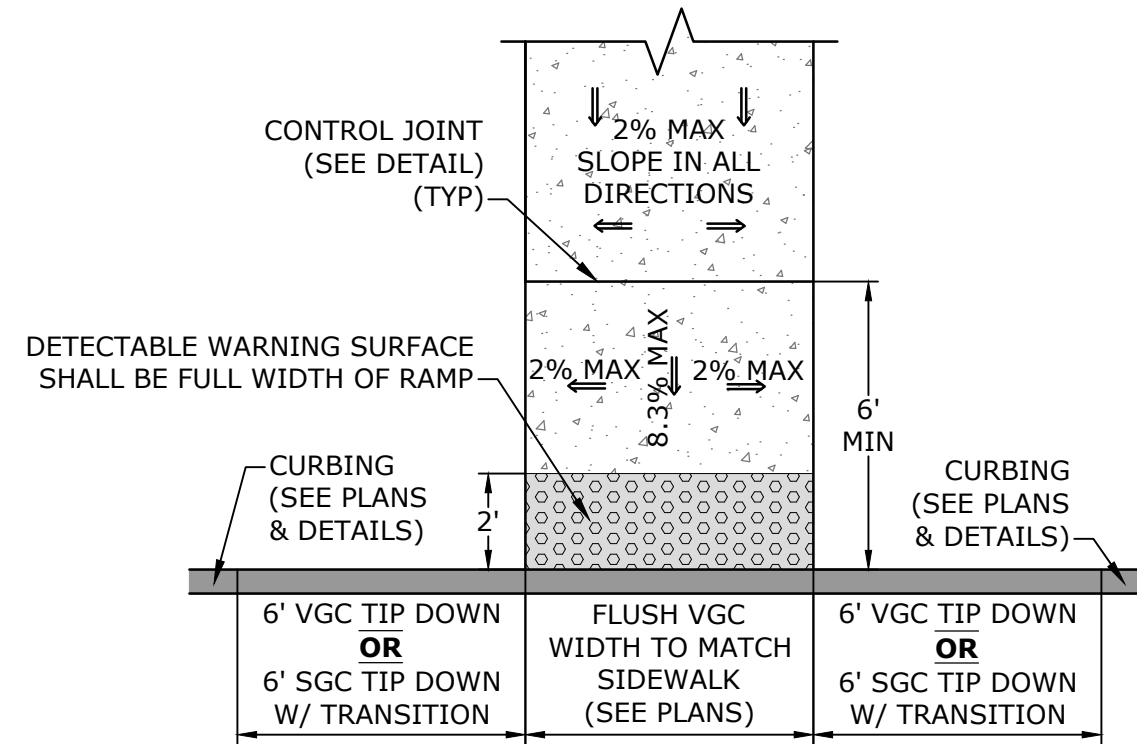 CONTROL JOINT
(SEE DETAIL)
(TYP)
2% MAX
SLOPE IN ALL
DIRECTIONS
DETECTABLE WARNING SURFACE
SHALL BE FULL WIDTH OF RAMP
2% MAX
8.3% MAX
2% MAX
6'
MIN
CURBING
(SEE PLANS
& DETAILS)
2'
CURBING
(SEE PLANS
& DETAILS)
6' VGC TIP DOWN
OR
6' SGC TIP DOWN
W/ TRANSITION
FLUSH VGC
WIDTH TO MATCH
SIDEWALK
(SEE PLANS)
6' VGC TIP DOWN
OR
6' SGC TIP DOWN
W/ TRANSITION